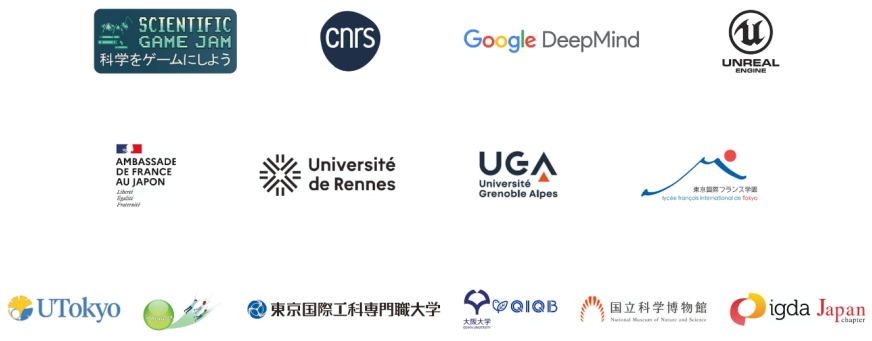 SCIENTIFIC
GAME JAM
科学をゲームにしよう
cnrs
Google DeepMind
UNREAL
ENGINE
AMBASSADE
DE FRANCE
AU JAPON
Liberté
Égalité
Fraternité
Université
de Rennes
UGA
Université
Grenoble Alpes
東京国際フランス学園
lycée français international de Tokyo
UTokyo
東京国際工科専門職大学
大阪大学
OSAKA UNIVERSITY
QIQB
国立科学博物館
National Museum of Nature and Science
igda Japan
chapter